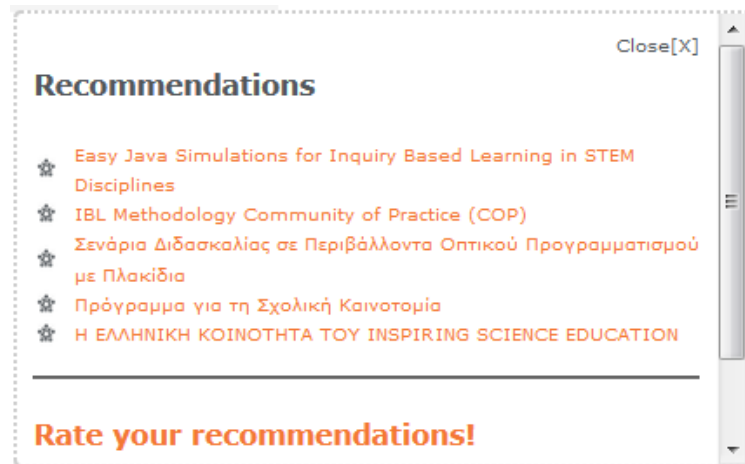 Close[X]
Recommendations
Easy Java Simulations for Inquiry Based Learning in STEM
Disciplines
IBL Methodology Community of Practice (COP)
Σενάρια Διδασκαλίας σε Περιβάλλοντα Οπτικού Προγραμματισμού
με Πλακίδια
Πρόγραμμα για τη Σχολική Καινοτομία
Η ΕΛΛΗΝΙΚΗ ΚΟΙΝΟΤΗΤΑ ΤΟΥ INSPIRING SCIENCE EDUCATION
Rate your recommendations!